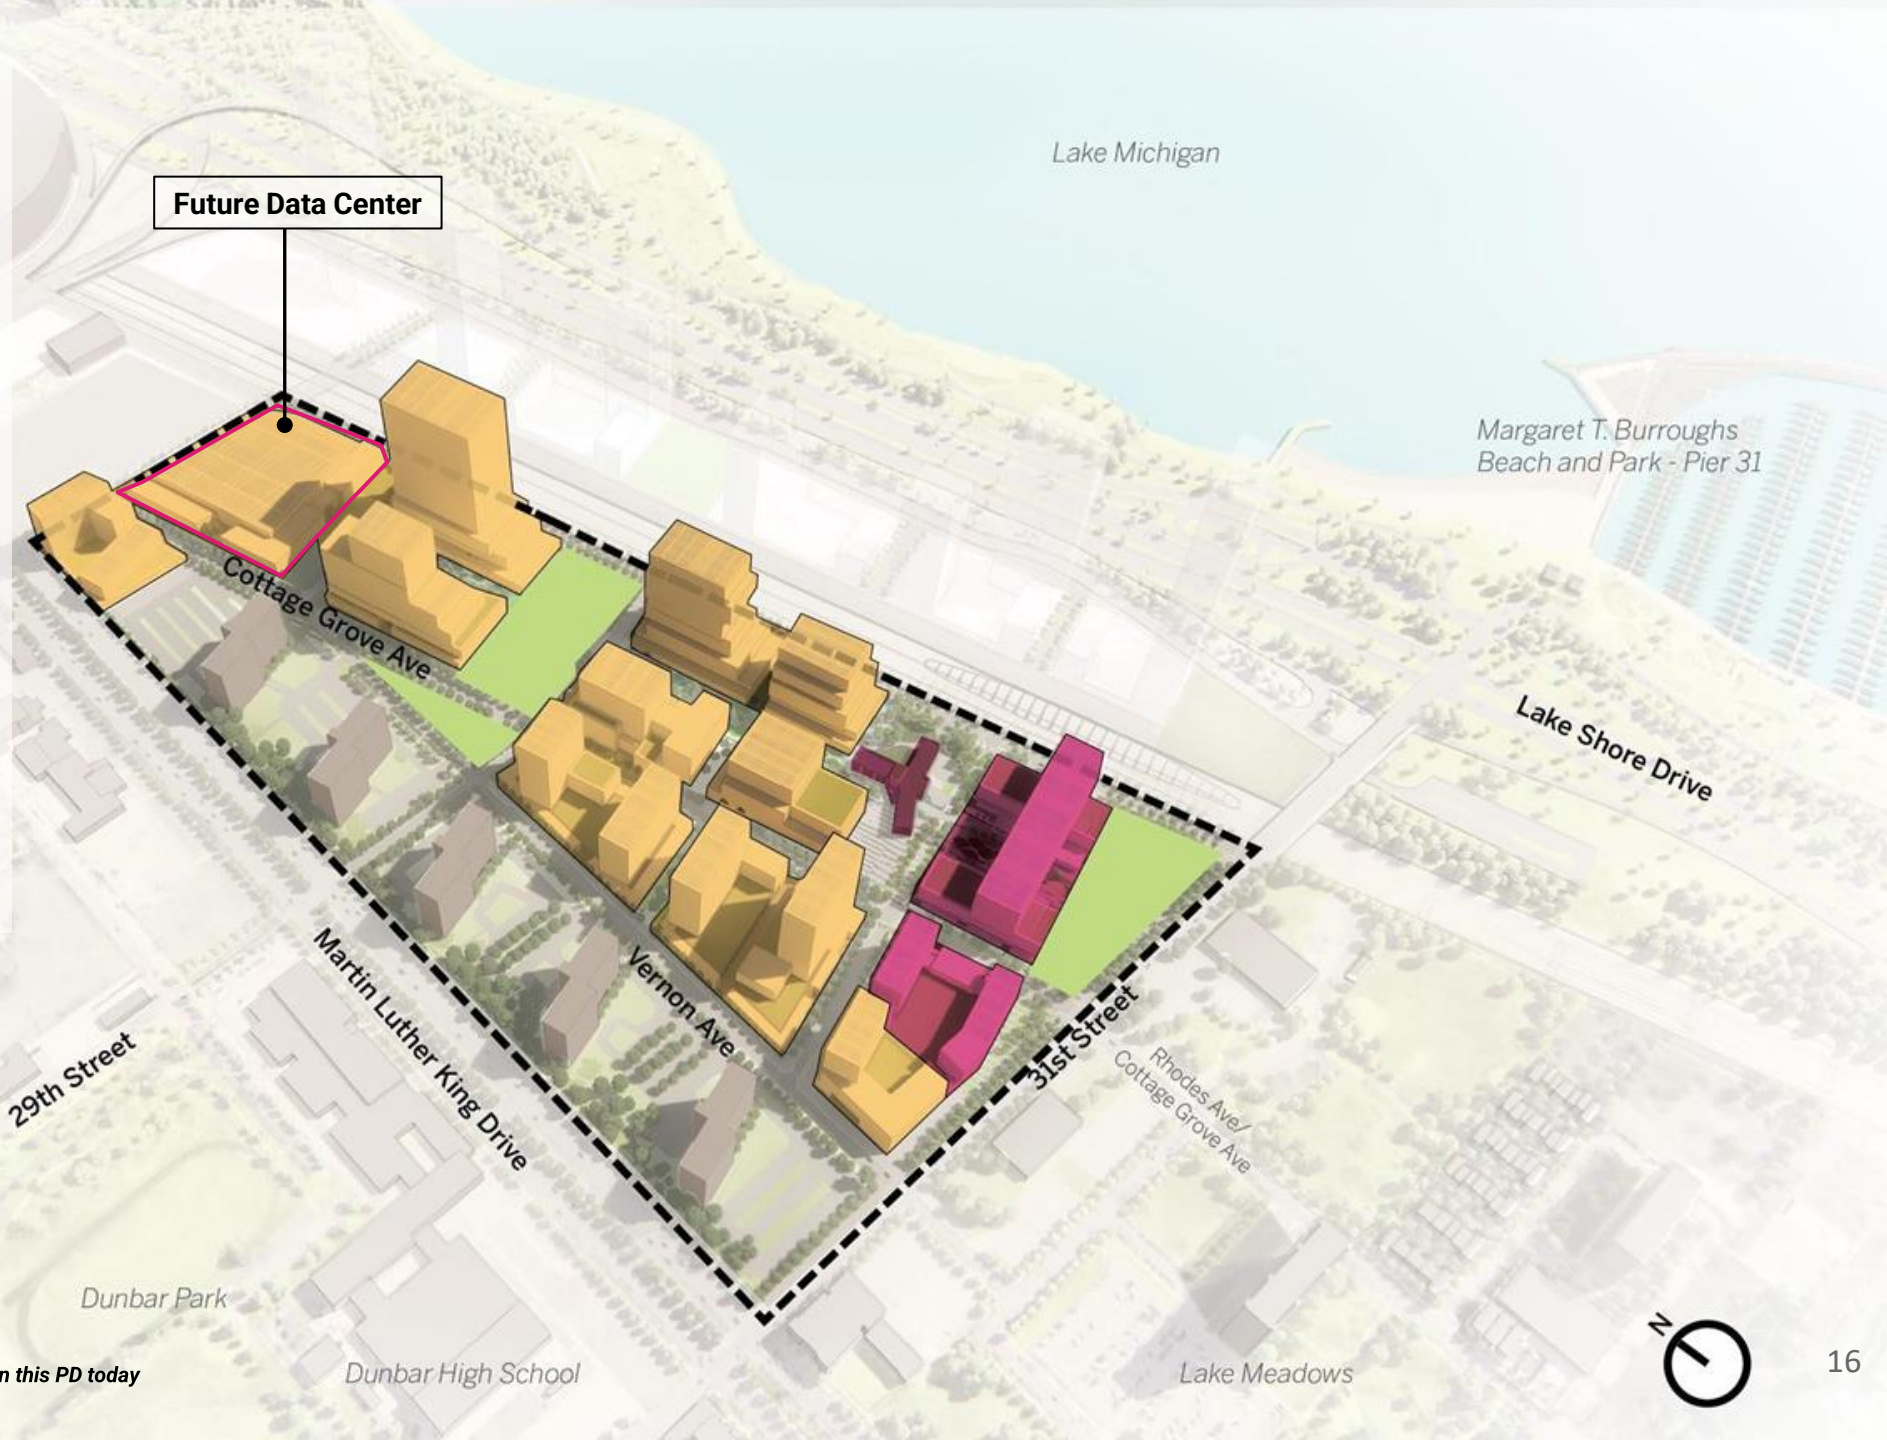 Lake Michigan
Future Data Center
Margaret T. Burroughs
Beach and Park - Pier 31
Cottage Grove Ave
Lake Shore Drive
Vernon Ave
Martin Luther King Drive
31st Street
29th Street
Rhodes Ave/
Cottage Grove Ave
Dunbar Park
N
n this PD today
Dunbar High School
Lake Meadows
16